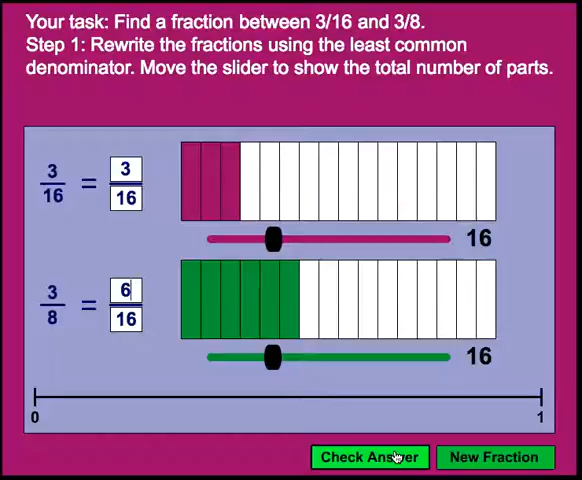 Your task: Find a fraction between 3/16 and 3/8.
Step 1: Rewrite the fractions using the least common
denominator. Move the slider to show the total number of parts.
3/16 = 3/16
16
3/8 = 6/16
16
0 1
Check Answer New Fraction